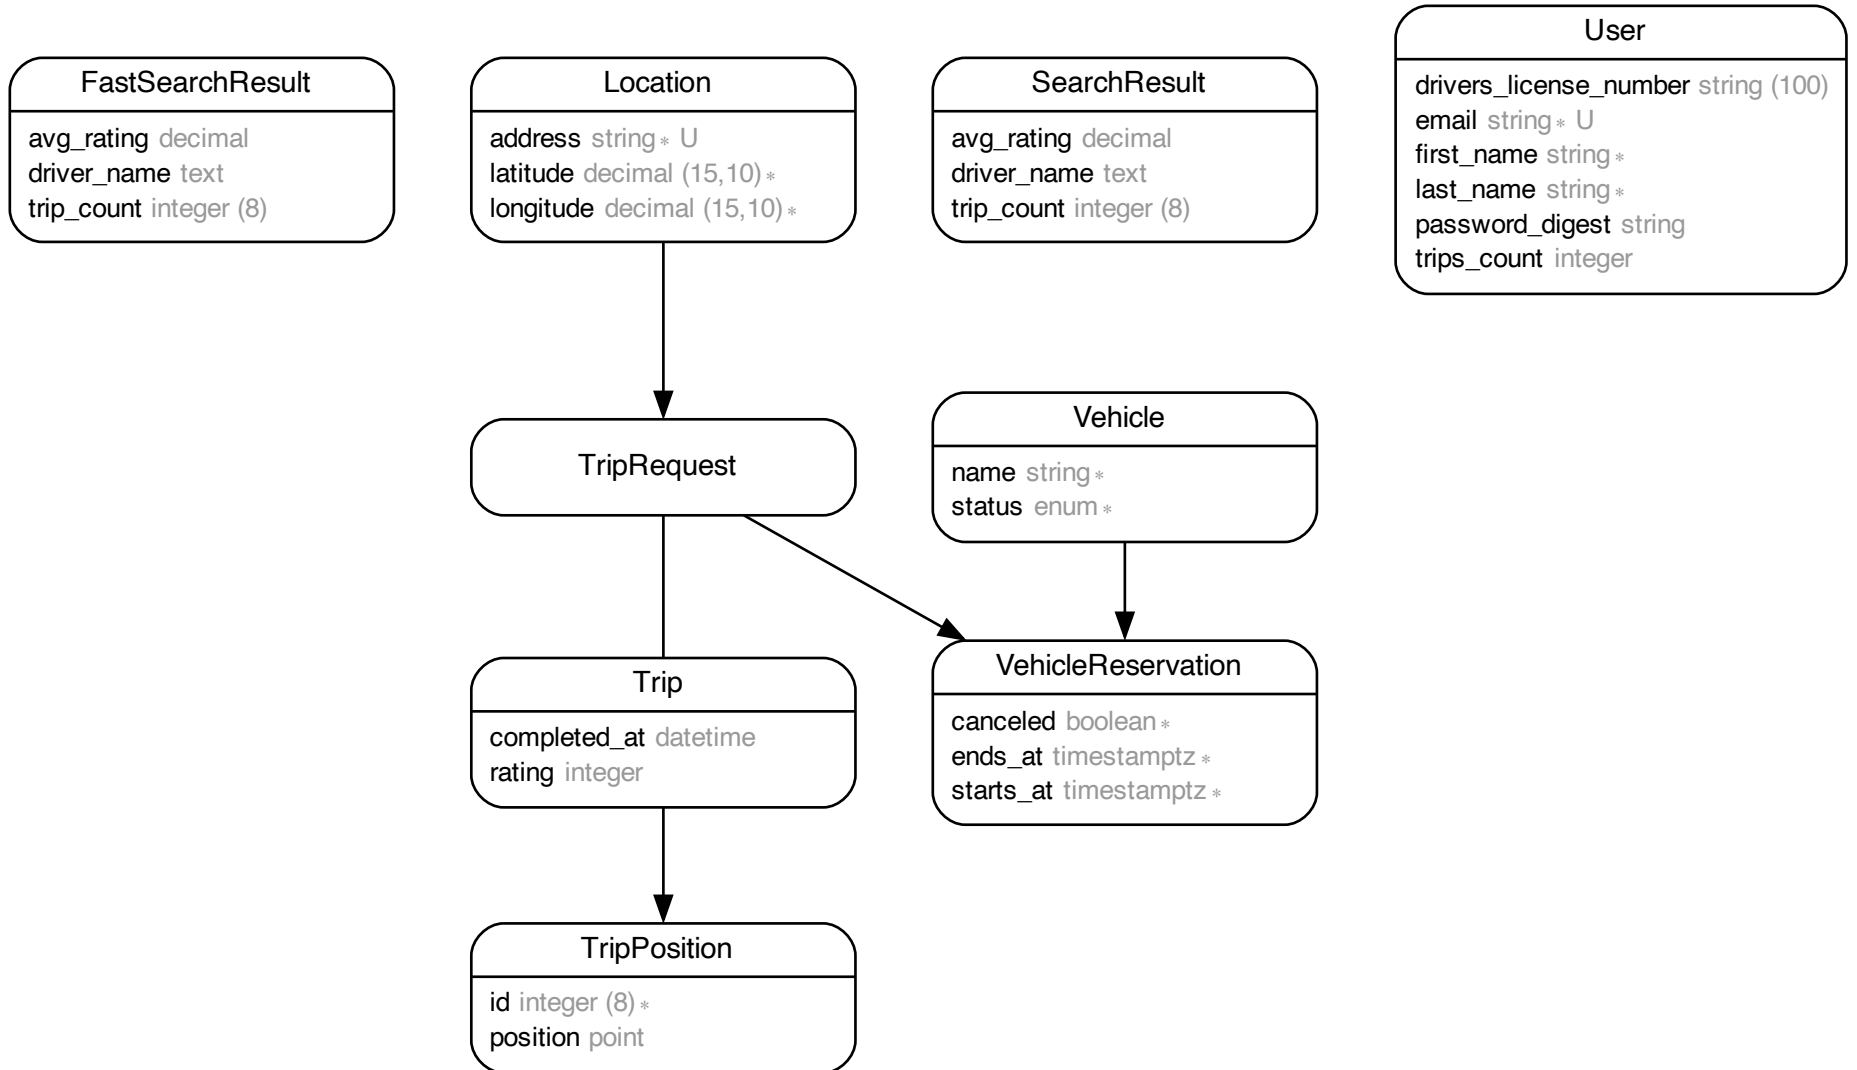 FastSearchResult
avg_rating decimal
driver_name text
trip_count integer (8)
Location
address string∗ U
latitude decimal (15,10)∗
longitude decimal (15,10)∗
SearchResult
avg_rating decimal
driver_name text
trip_count integer (8)
User
drivers_license_number string (100)
email string∗ U
first_name string∗
last_name string∗
password_digest string
trips_count integer
TripRequest
Vehicle
name string∗
status enum∗
Trip
completed_at datetime
rating integer
VehicleReservation
canceled boolean∗
ends_at timestamptz∗
starts_at timestamptz∗
TripPosition
id integer (8)∗
position point